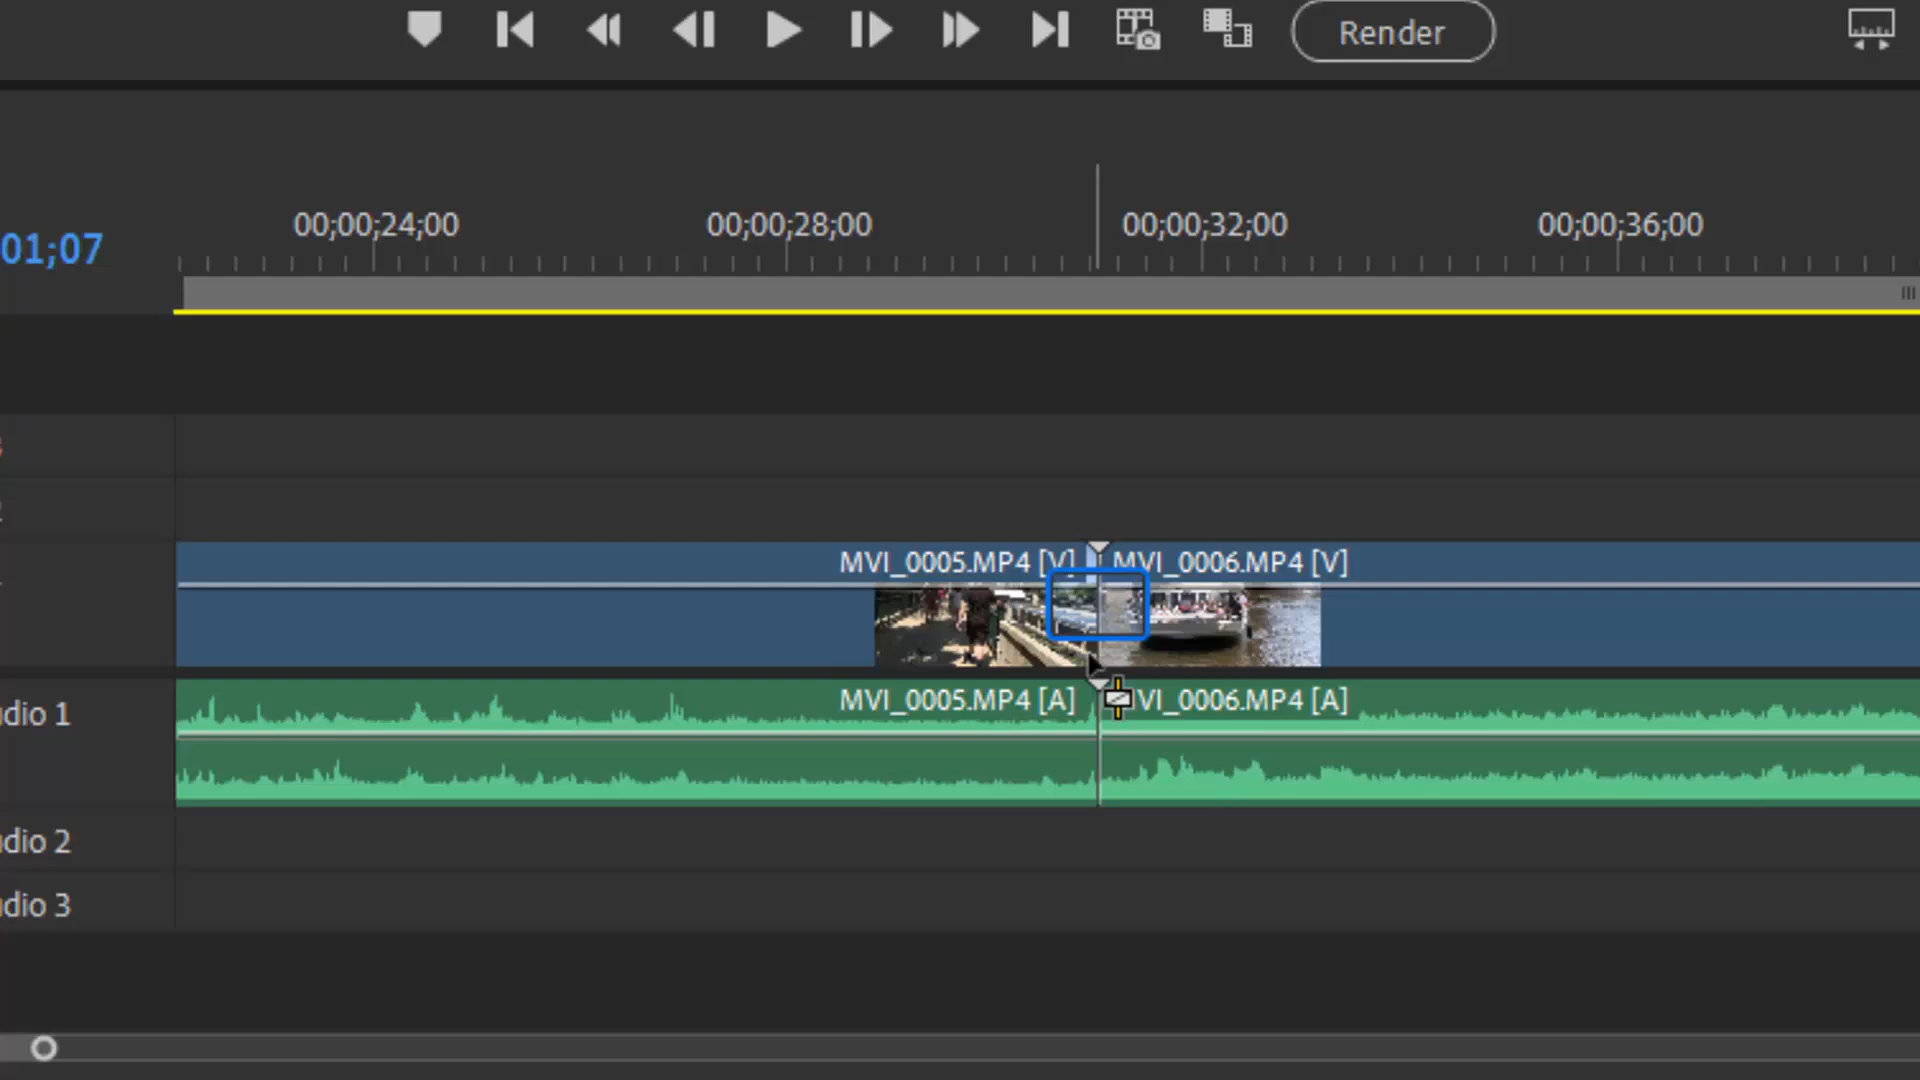 Render
00;00;24;00 00;00;28;00 00;00;32;00 00;00;36;00
01;07
MVI_0005.MP4 [V] MVI_0006.MP4 [V]
dio 1 MVI_0005.MP4 [A] VI_0006.MP4 [A]
dio 2
dio 3